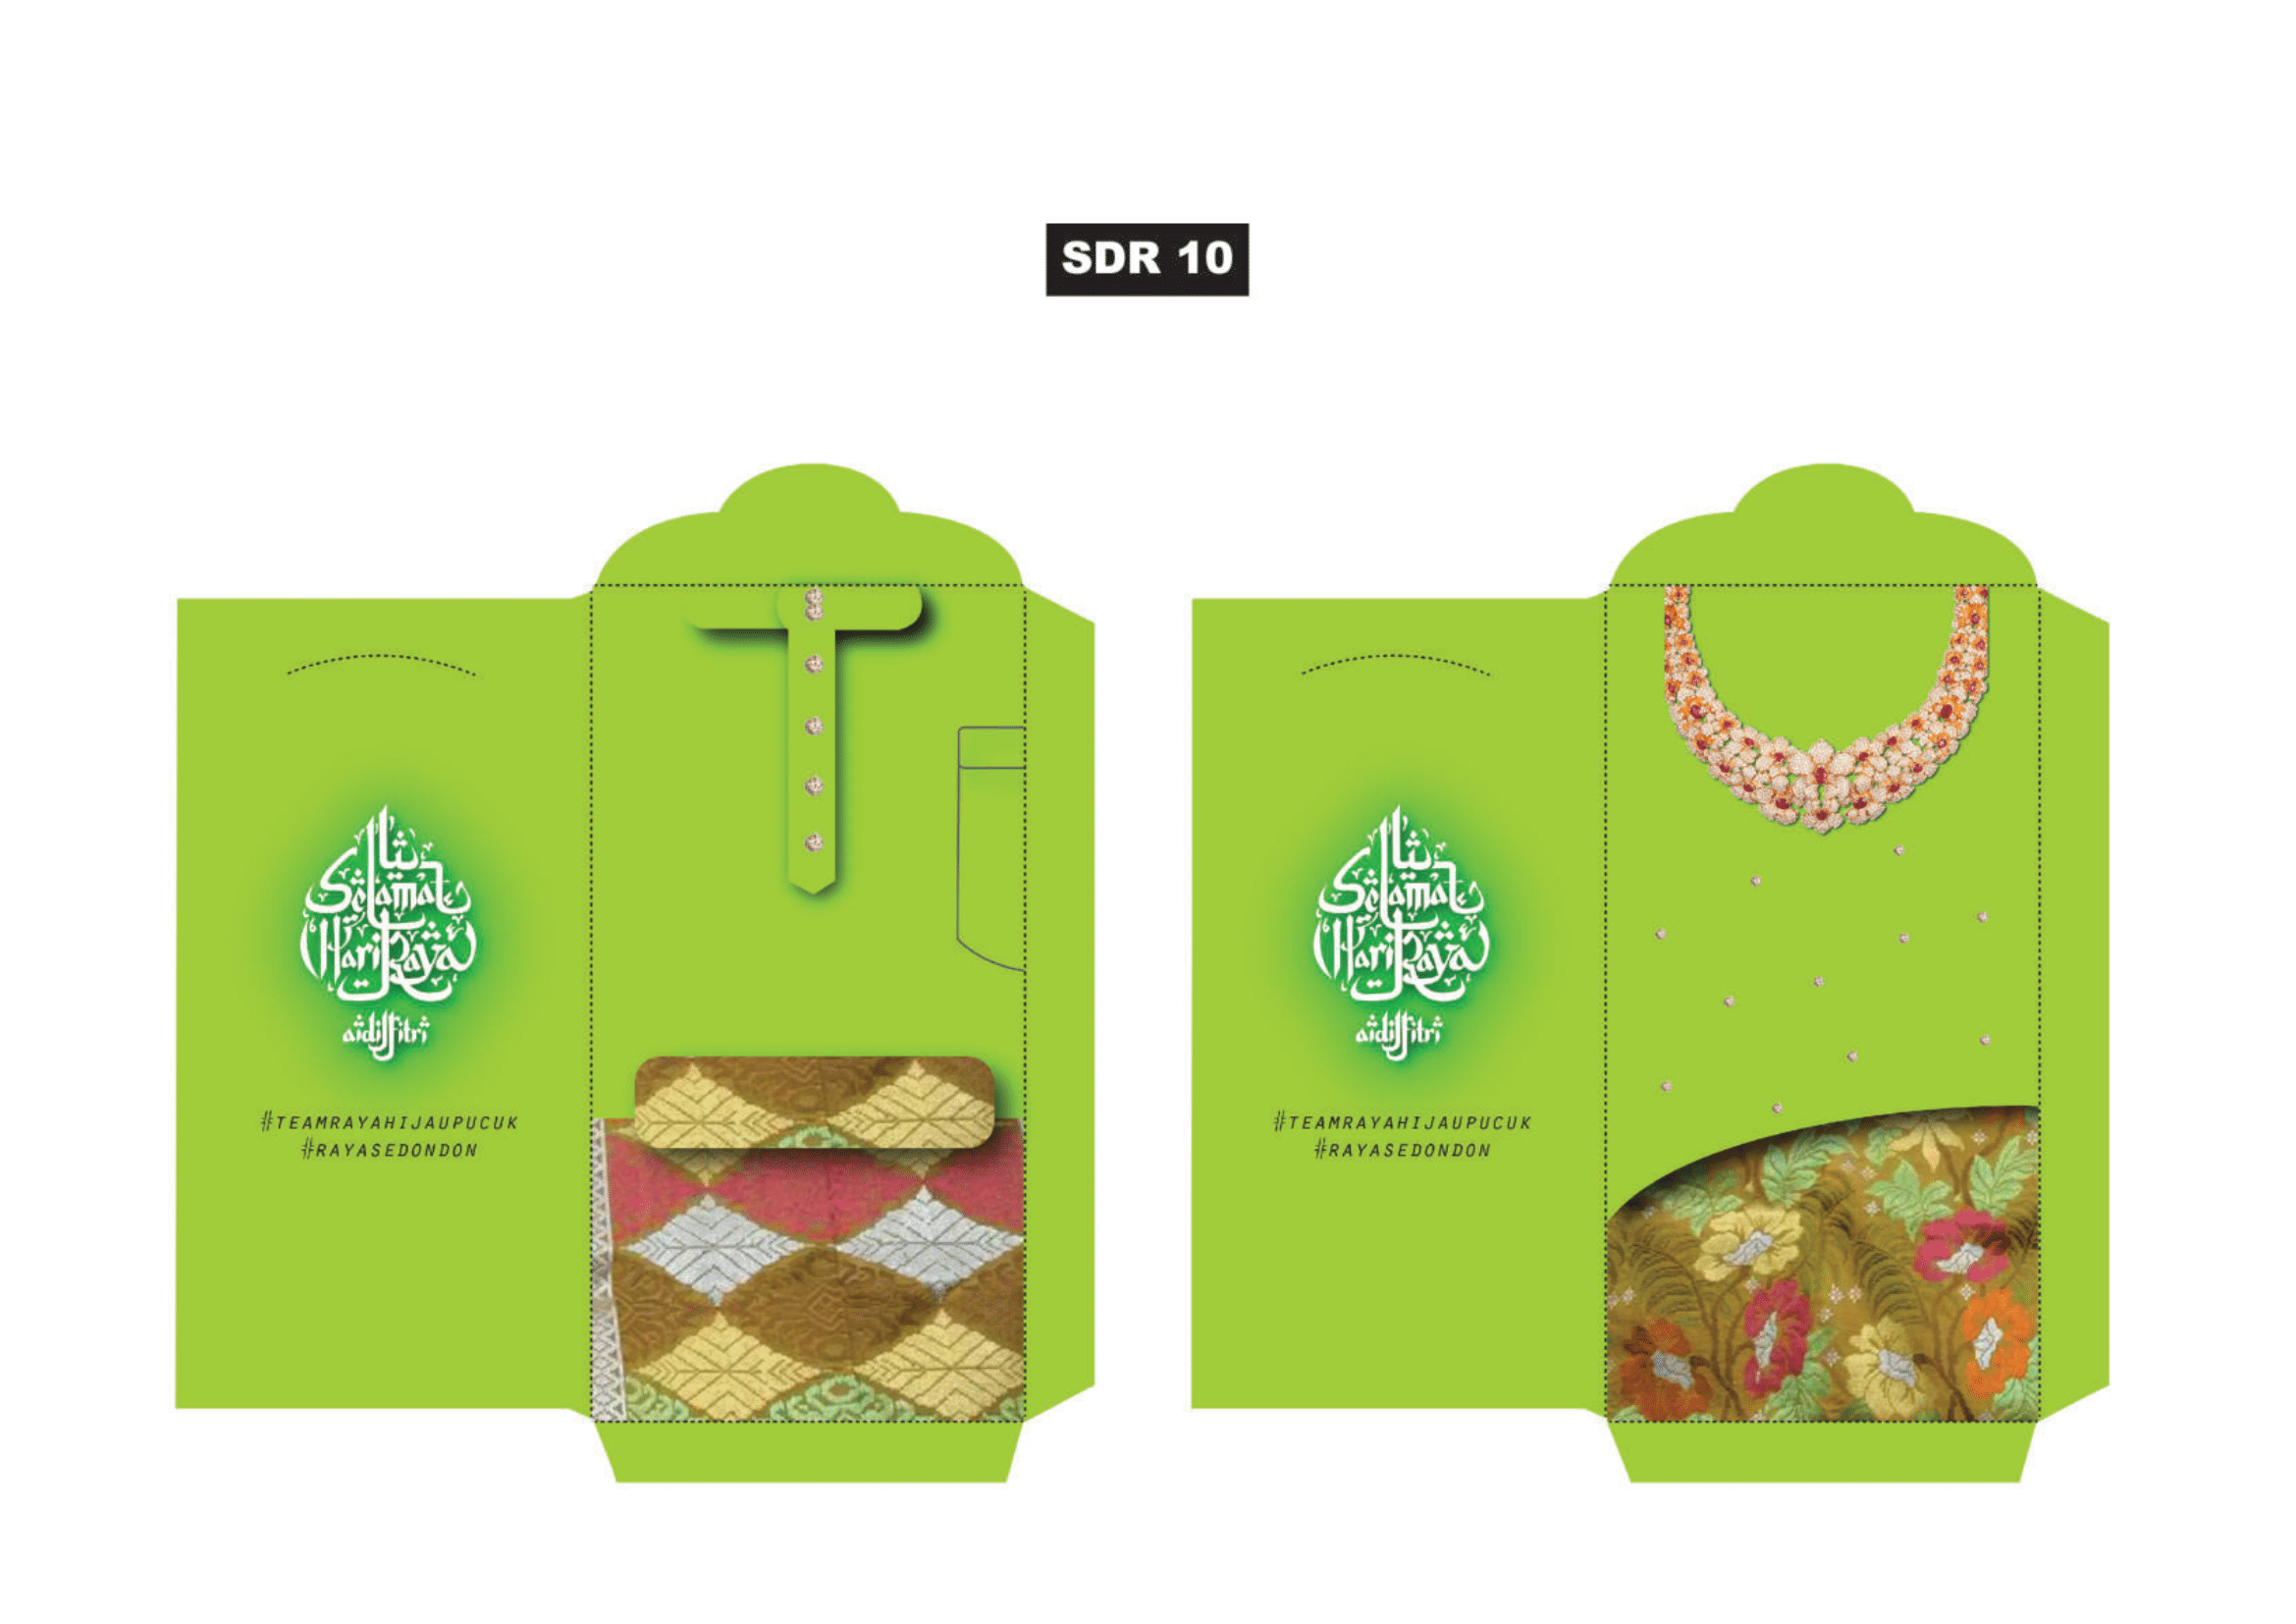 SDR 10
Selamat
Hari Raya
aidilfitri
#TEAMRAYAHIJAUPUCUK
#RAYASEDONDON
Selamat
Hari Raya
aidilfitri
#TEAMRAYAHIJAUPUCUK
#RAYASEDONDON